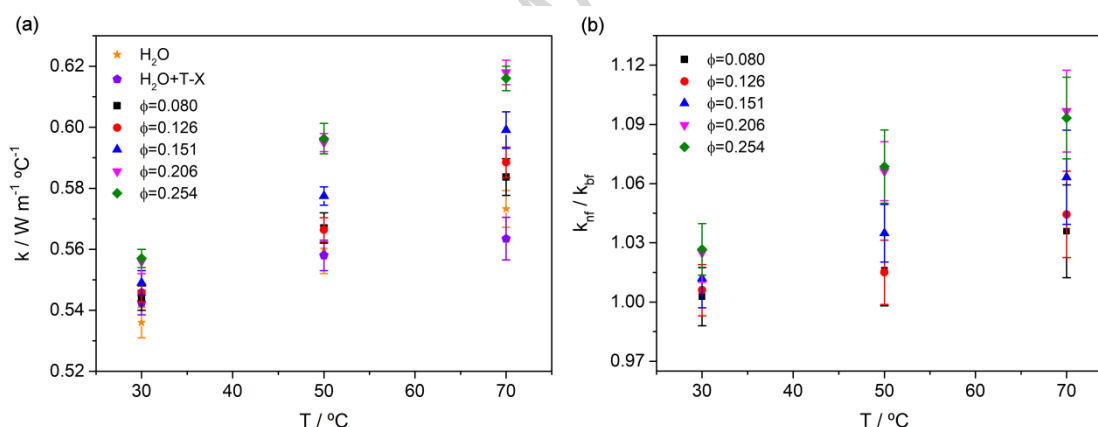 (a)
H₂O
H₂O+T-X
ϕ=0.080
ϕ=0.126
ϕ=0.151
ϕ=0.206
ϕ=0.254
k / W m⁻¹ ºC⁻¹
0.62
0.60
0.58
0.56
0.54
0.52
30 40 50 60 70
T / ºC
(b)
ϕ=0.080
ϕ=0.126
ϕ=0.151
ϕ=0.206
ϕ=0.254
k_nf / k_bf
1.12
1.09
1.06
1.03
1.00
0.97
30 40 50 60 70
T / ºC